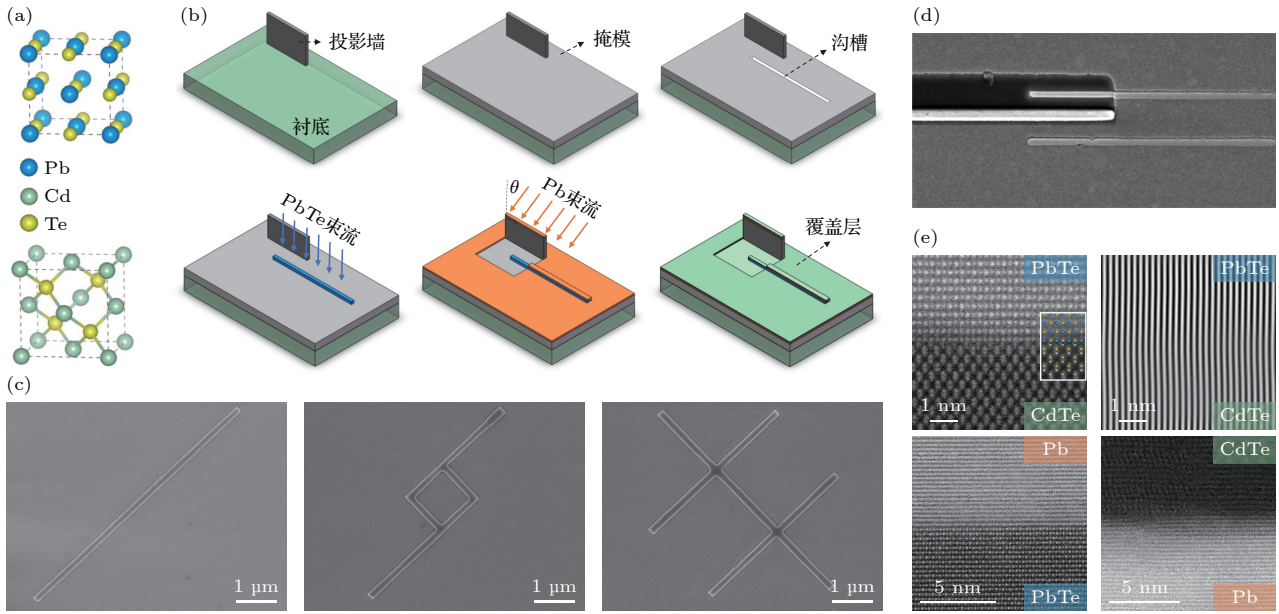 (a)
Pb
Cd
Te
(b)
投影墙
衬底
掩模
沟槽
PbTe束流
θ
Pb束流
覆盖层
(c)
1 µm
1 µm
1 µm
(d)
(e)
PbTe
1 nm
CdTe
PbTe
1 nm
CdTe
Pb
5 nm
PbTe
CdTe
5 nm
Pb